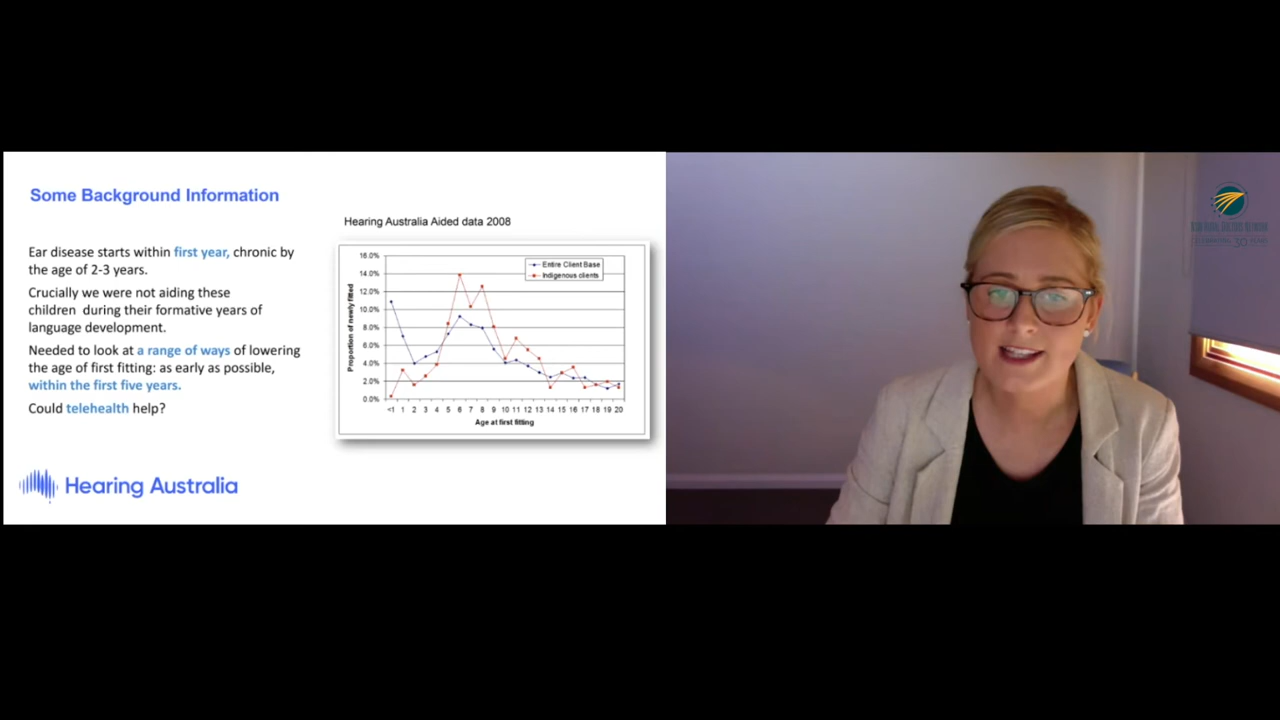 Some Background Information
Ear disease starts within first year, chronic by
the age of 2-3 years.
Crucially we were not aiding these
children during their formative years of
language development.
Needed to look at a range of ways of lowering
the age of first fitting: as early as possible,
within the first five years.
Could telehealth help?
Hearing Australia
Hearing Australia Aided data 2008
16.0%
14.0%
12.0%
10.0%
8.0%
6.0%
4.0%
2.0%
0.0%
Proportion of newly fitted
Entire Client Base
Indigenous clients
<1 1 2 3 4 5 6 7 8 9 10 11 12 13 14 15 16 17 18 19 20
Age at first fitting